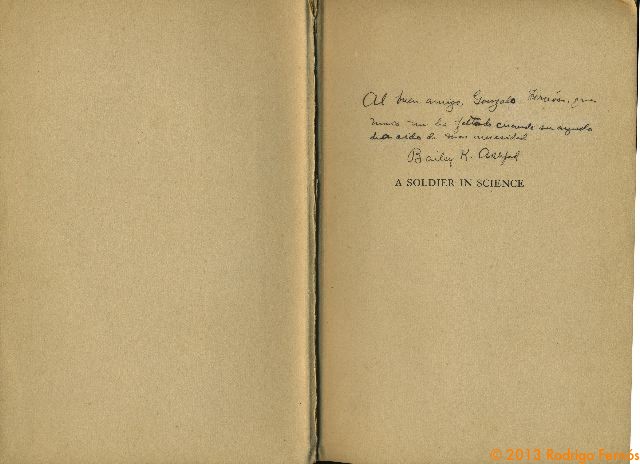 Al buen amigo, Gonzalo Fernós, que
nunca me ha faltado cuando su ayuda
ha sido de más necesidad
Bailey K. Ashford
A SOLDIER IN SCIENCE
© 2013 Rodrigo Fernós